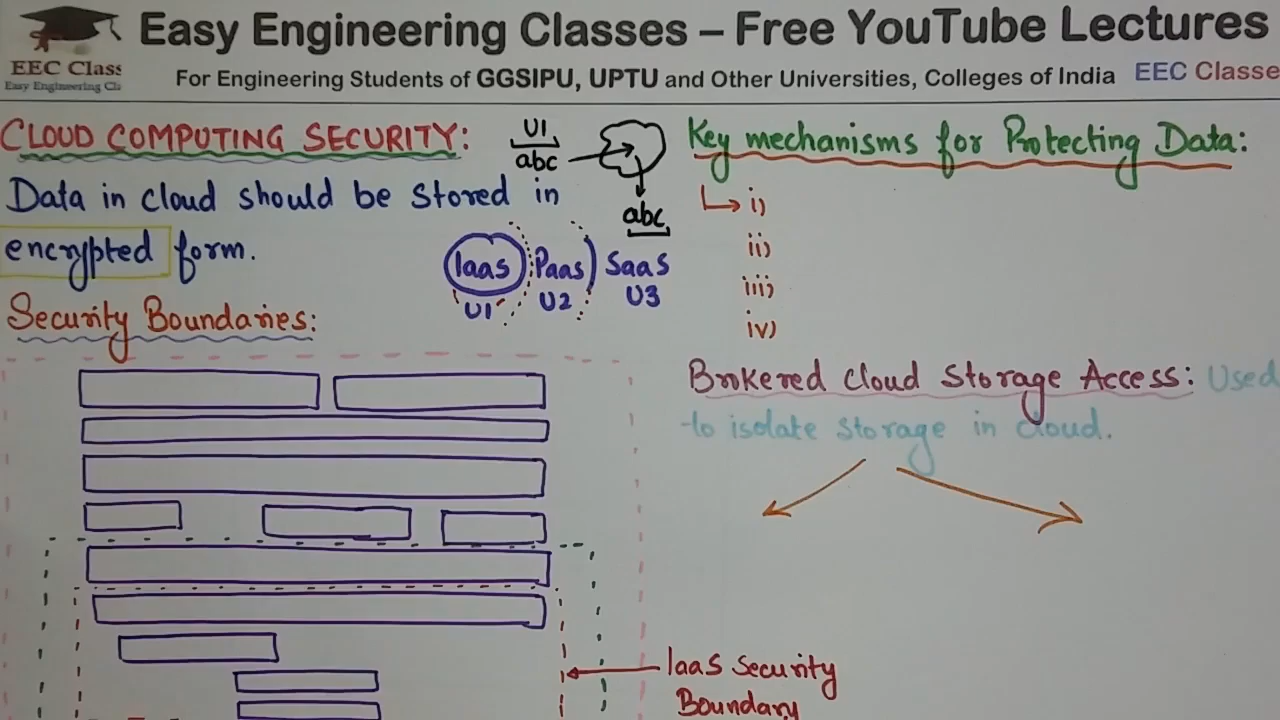 Easy Engineering Classes – Free YouTube Lectures
EEC Class
Easy Engineering Cla
For Engineering Students of GGSIPU, UPTU and Other Universities, Colleges of India
EEC Classe
CLOUD COMPUTING SECURITY:
U1
abc
abc
Data in cloud should be stored in
encrypted form.
IaaS PaaS SaaS
U1 U2 U3
Security Boundaries:
IaaS Security
Boundary
Key mechanisms for Protecting Data:
i)
ii)
iii)
iv)
Brokered Cloud Storage Access: Used
to isolate storage in cloud.